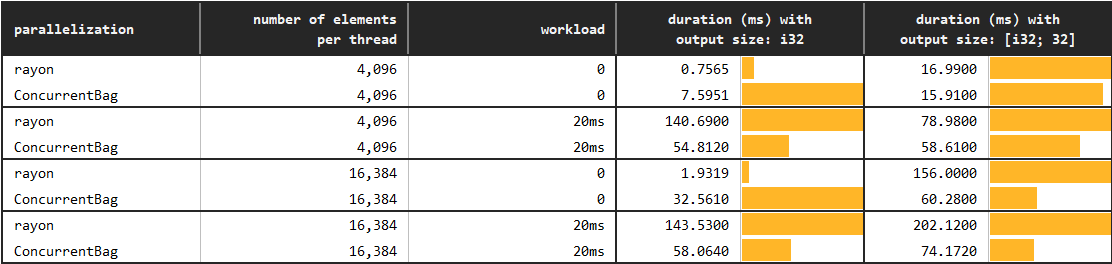 parallelization number of elements per thread workload duration (ms) with output size: i32 duration (ms) with output size: [i32; 32]
rayon 4,096 0 0.7565 16.9900
ConcurrentBag 4,096 0 7.5951 15.9100
rayon 4,096 20ms 140.6900 78.9800
ConcurrentBag 4,096 20ms 54.8120 58.6100
rayon 16,384 0 1.9319 156.0000
ConcurrentBag 16,384 0 32.5610 60.2800
rayon 16,384 20ms 143.5300 202.1200
ConcurrentBag 16,384 20ms 58.0640 74.1720